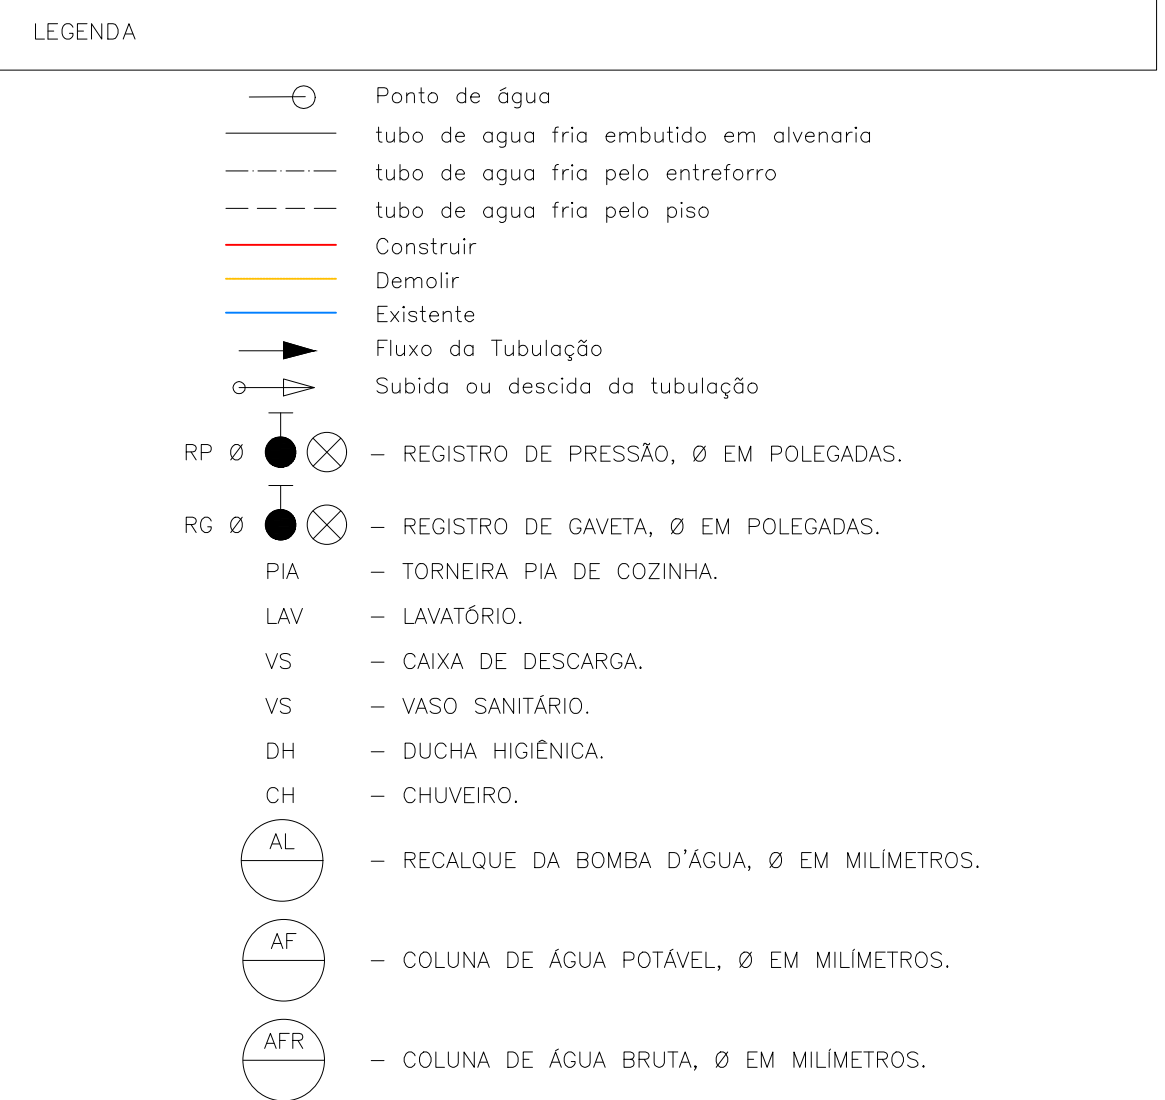 LEGENDA
Ponto de água
tubo de agua fria embutido em alvenaria
tubo de agua fria pelo entreforro
tubo de agua fria pelo piso
Construir
Demolir
Existente
Fluxo da Tubulação
Subida ou descida da tubulação
RP Ø – REGISTRO DE PRESSÃO, Ø EM POLEGADAS.
RG Ø – REGISTRO DE GAVETA, Ø EM POLEGADAS.
PIA – TORNEIRA PIA DE COZINHA.
LAV – LAVATÓRIO.
VS – CAIXA DE DESCARGA.
VS – VASO SANITÁRIO.
DH – DUCHA HIGIÊNICA.
CH – CHUVEIRO.
AL – RECALQUE DA BOMBA D'ÁGUA, Ø EM MILÍMETROS.
AF – COLUNA DE ÁGUA POTÁVEL, Ø EM MILÍMETROS.
AFR – COLUNA DE ÁGUA BRUTA, Ø EM MILÍMETROS.